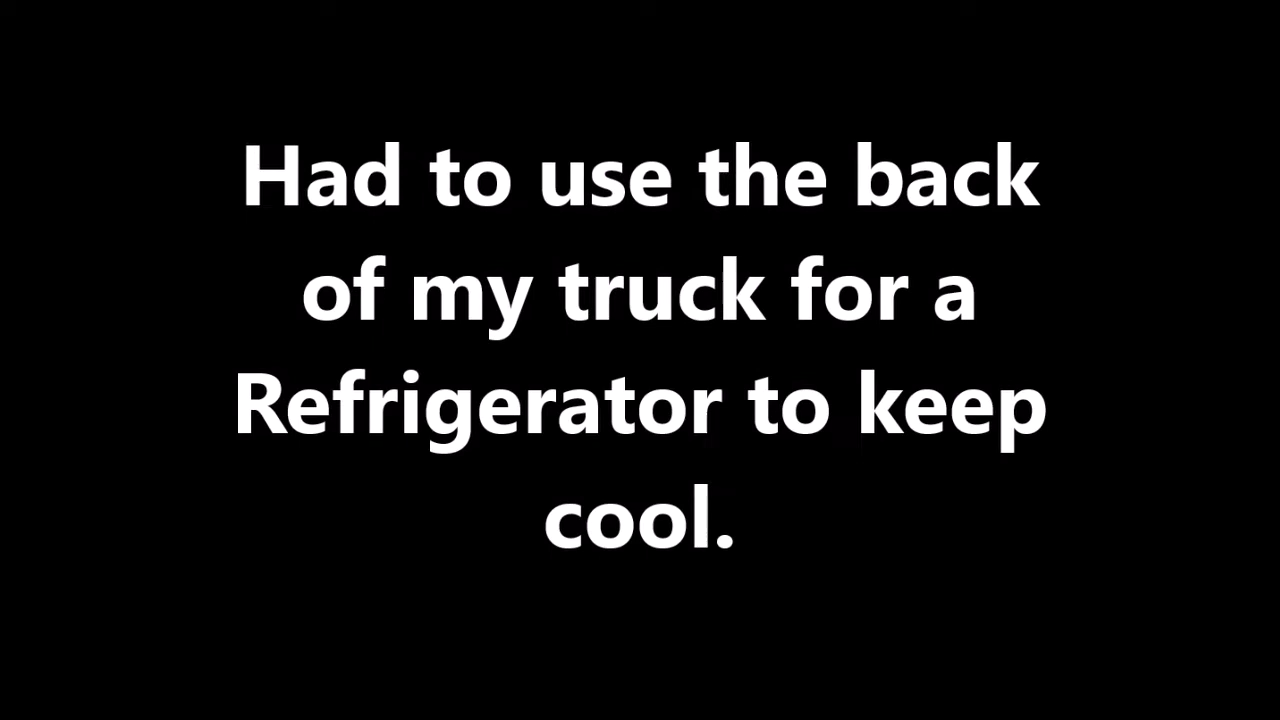 Had to use the back
of my truck for a
Refrigerator to keep
cool.